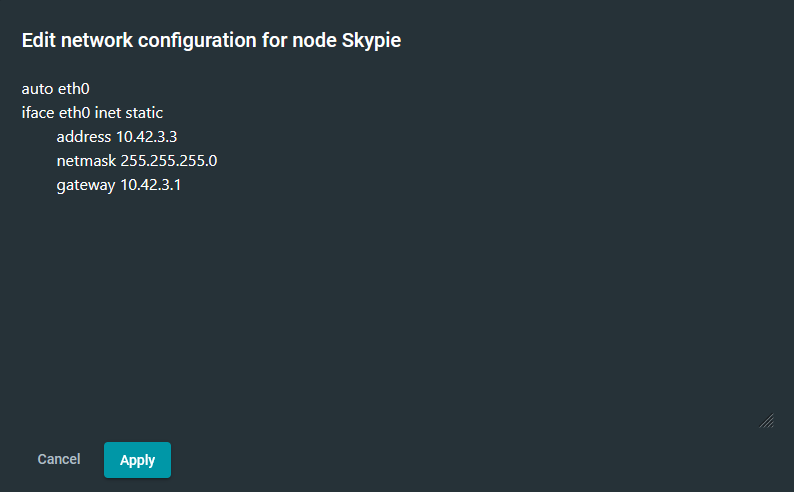 Edit network configuration for node Skypie
auto eth0
iface eth0 inet static
address 10.42.3.3
netmask 255.255.255.0
gateway 10.42.3.1
Cancel
Apply